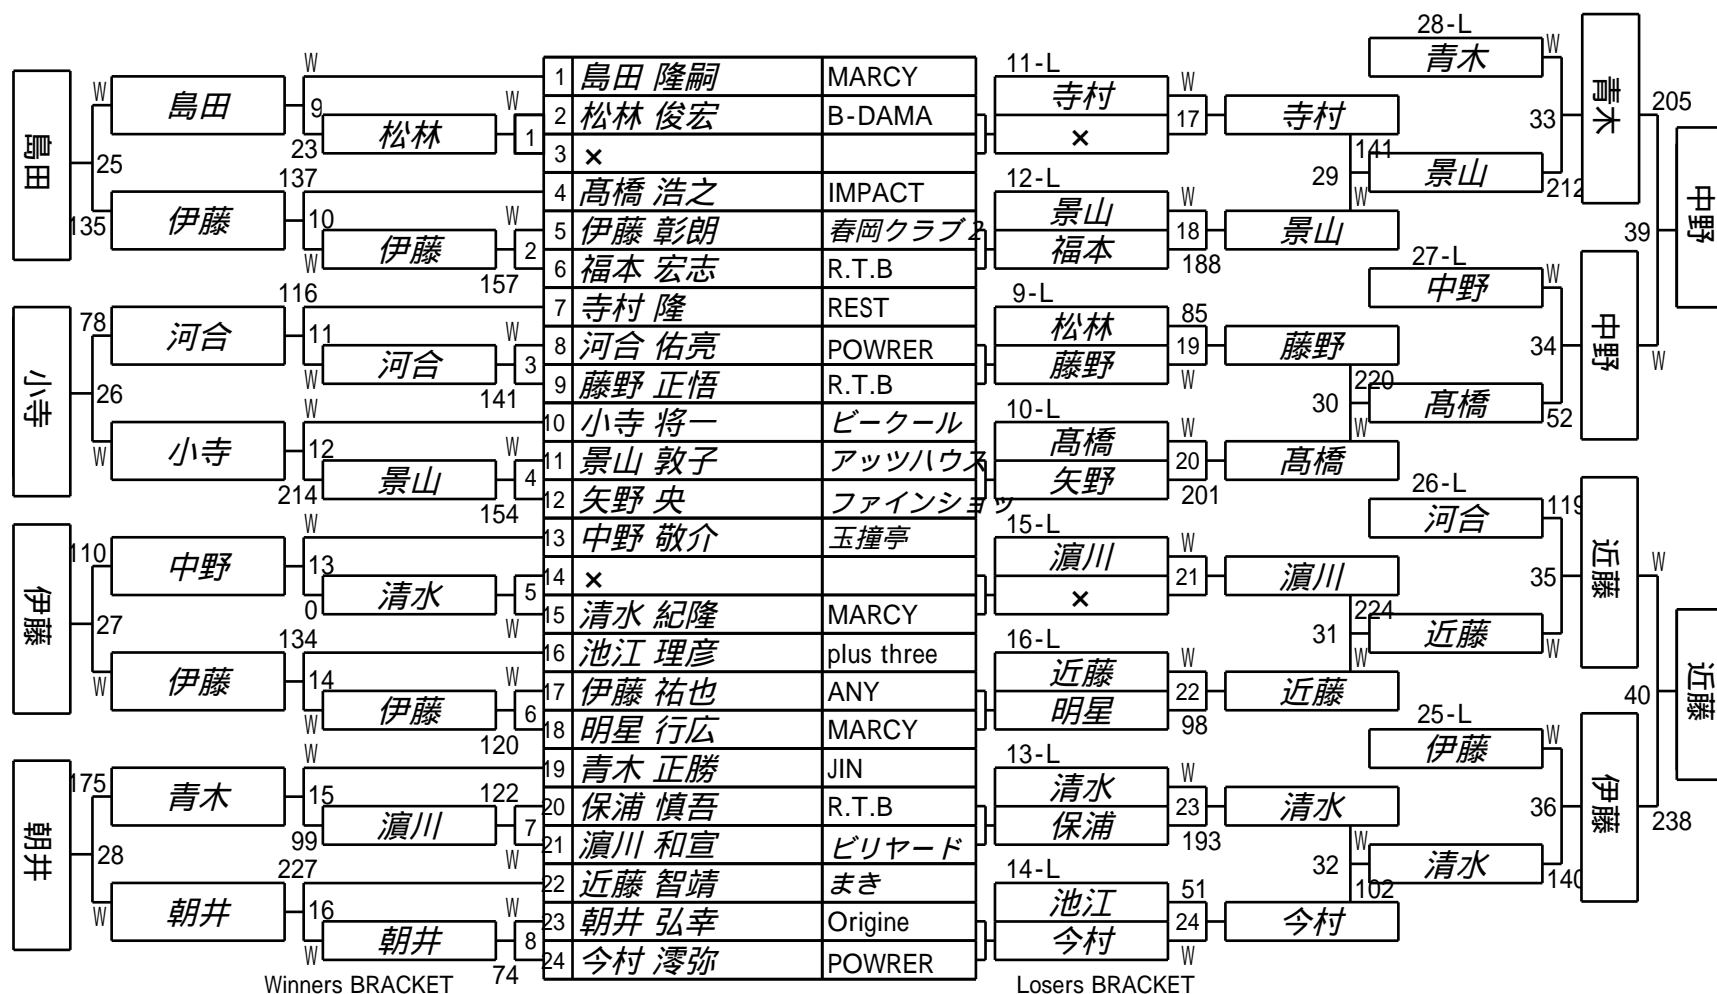 28-L
青木
W
205
33
青木
W
11-L
寺村
×
W
17
寺村
141
29
W
景山
212
12-L
景山
福本
W
18
188
景山
39
中野
27-L
中野
W
34
中野
W
9-L
松林
藤野
85
19
W
藤野
220
30
W
髙橋
52
10-L
髙橋
矢野
W
20
201
髙橋
26-L
河合
119
35
近藤
W
15-L
濵川
×
W
21
濵川
224
31
W
近藤
W
16-L
近藤
明星
W
22
98
近藤
40
近藤
25-L
伊藤
W
36
伊藤
238
13-L
清水
保浦
W
23
193
清水
W
32
102
清水
140
14-L
池江
今村
51
24
W
今村
Losers BRACKET
1 島田 隆嗣 MARCY
2 松林 俊宏 B-DAMA
3 ×
4 髙橋 浩之 IMPACT
5 伊藤 彰朗 春岡クラブ2
6 福本 宏志 R.T.B
7 寺村 隆 REST
8 河合 佑亮 POWRER
9 藤野 正悟 R.T.B
10 小寺 将一 ビークール
11 景山 敦子 アッツハウス
12 矢野 央 ファインショッ
13 中野 敬介 玉撞亭
14 ×
15 清水 紀隆 MARCY
16 池江 理彦 plus three
17 伊藤 祐也 ANY
18 明星 行広 MARCY
19 青木 正勝 JIN
20 保浦 慎吾 R.T.B
21 濵川 和宣 ビリヤード
22 近藤 智靖 まき
23 朝井 弘幸 Origine
24 今村 澪弥 POWRER
島田
W
25
135
島田
W
9
23
松林
W
1
伊藤
137
10
W
伊藤
W
2
157
小寺
78
26
W
河合
116
11
W
河合
W
3
141
小寺
W
12
214
景山
W
4
154
伊藤
110
27
W
中野
W
13
0
清水
5
W
伊藤
134
14
W
伊藤
W
6
120
朝井
175
28
W
青木
W
15
99
濵川
122
7
W
朝井
227
16
W
朝井
W
8
74
Winners BRACKET